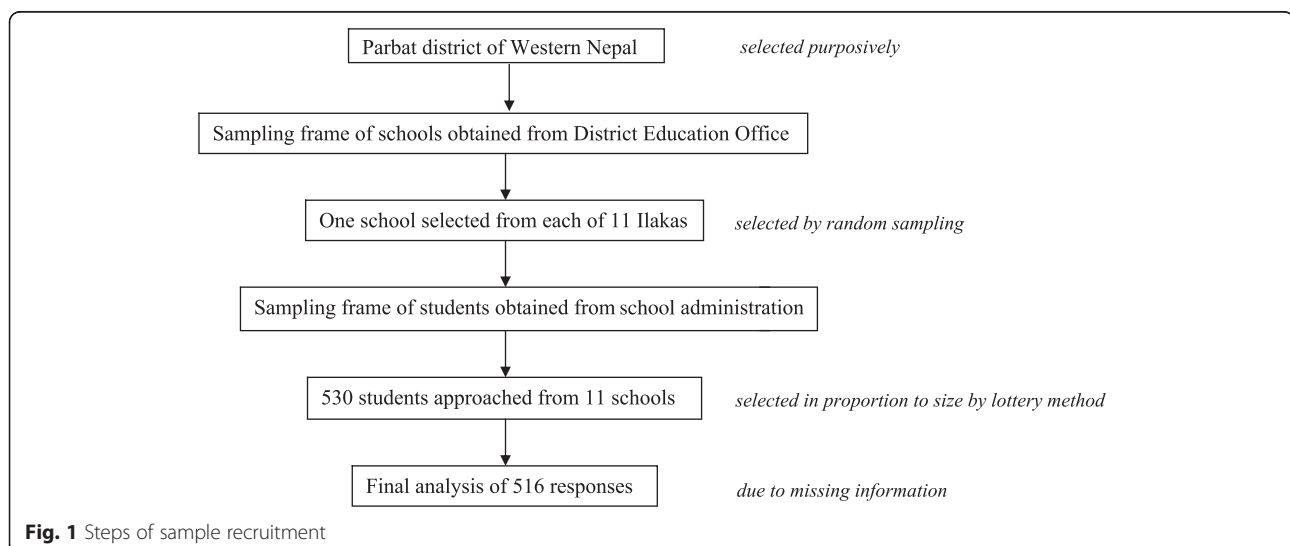 Parbat district of Western Nepal
selected purposively
Sampling frame of schools obtained from District Education Office
One school selected from each of 11 Ilakas
selected by random sampling
Sampling frame of students obtained from school administration
530 students approached from 11 schools
selected in proportion to size by lottery method
Final analysis of 516 responses
due to missing information
Fig. 1 Steps of sample recruitment